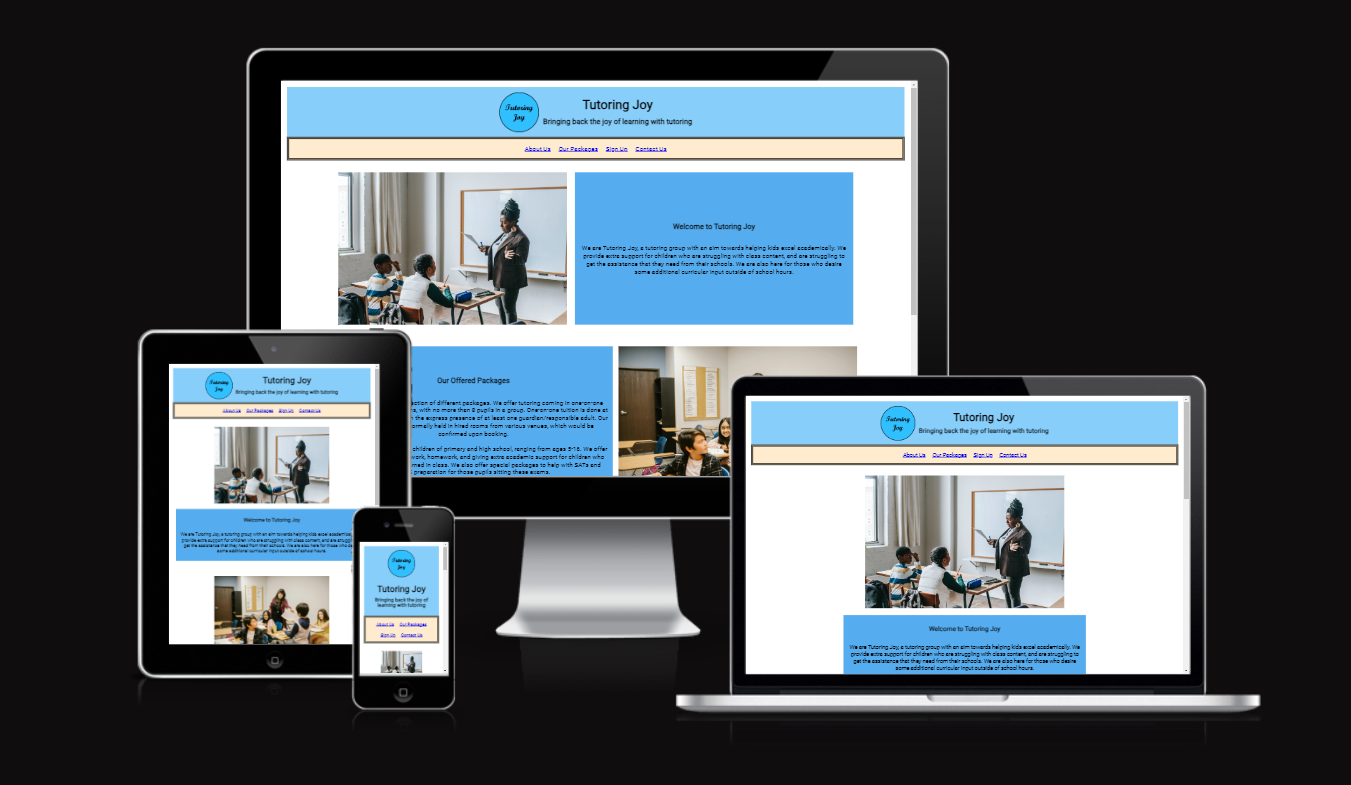 Tutoring
Joy
Tutoring Joy
Bringing back the joy of learning with tutoring
About Us Our Packages Sign Up Contact Us
Welcome to Tutoring Joy
We are Tutoring Joy, a tutoring group with an aim towards helping kids excel academically. We
provide extra support for children who are struggling with class content, and are struggling to
get the assistance that they need from their schools. We are also here for those who desire
some additional curricular input outside of school hours.
Our Offered Packages
ction of different packages. We offer tutoring coming in one-on-one
s, with no more then 8 pupils in a group. One-on-one tuition is done at
n the express presence of at least one guardian/responsible adult. Our
ormally held in hired rooms from various venues, which would be
confirmed upon booking.
children of primary and high school, ranging from ages 5-16. We offer
work, homework, and giving extra academic support for children who
rned in class. We also offer special packages to help with SATs and
preparation for those pupils sitting these exams.
Tutoring
Joy
Tutoring Joy
Bringing back the joy of learning with tutoring
About Us Our Packages Sign Up Contact Us
Welcome to Tutoring Joy
We are Tutoring Joy, a tutoring group with an aim towards helping kids excel academica
provide extra support for children who are struggling with class content, and are strugg
get the assistance that they need from their schools. We are also here for those who de
some additional curricular input outside of school hours.
Tutoring
Joy
Tutoring Joy
Bringing back the joy of
learning with tutoring
About Us Our Packages
Sign Up Contact Us
Tutoring
Joy
Tutoring Joy
Bringing back the joy of learning with tutoring
About Us Our Packages Sign Up Contact Us
Welcome to Tutoring Joy
We are Tutoring Joy, a tutoring group with an aim towards helping kids excel academically. We
provide extra support for children who are struggling with class content, and are struggling to
get the assistance that they need from their schools. We are also here for those who desire
some additional curricular input outside of school hours.